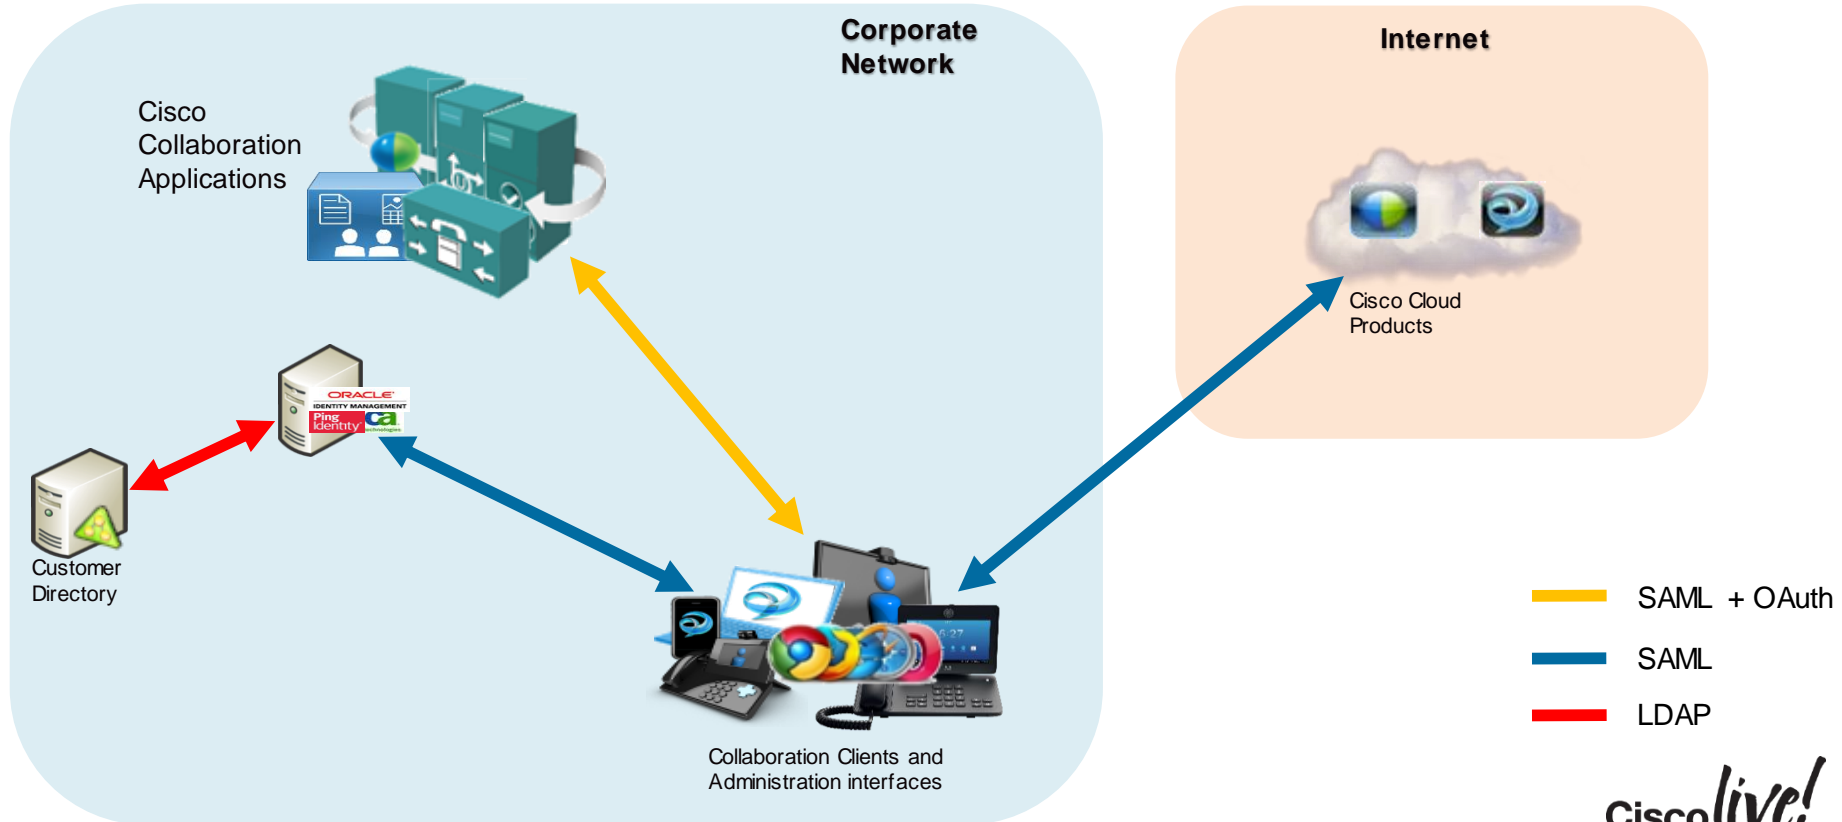 Corporate
Network
Internet
Cisco
Collaboration
Applications
Cisco Cloud
Products
ORACLE
IDENTITY MANAGEMENT
Ping
Identity
ca
technologies
Customer
Directory
Collaboration Clients and
Administration interfaces
SAML + OAuth
SAML
LDAP
Cisco live!